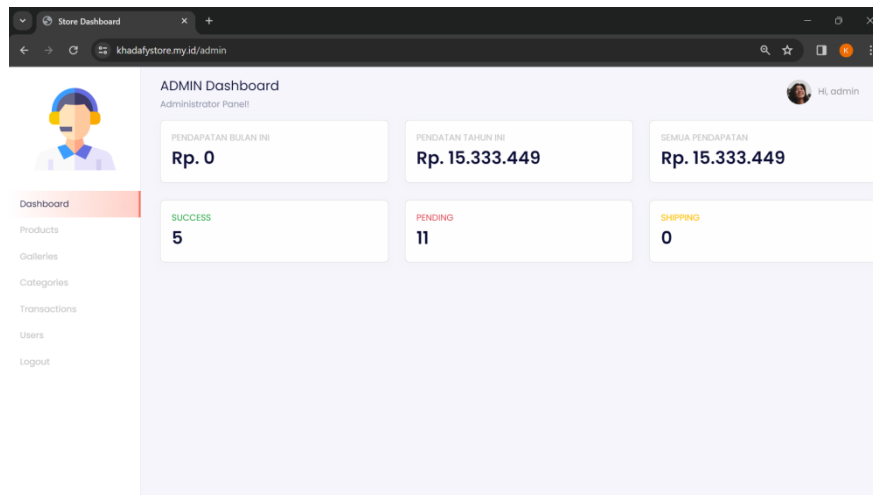 Store Dashboard
khadafystore.my.id/admin
K
ADMIN Dashboard
Administrator Panel!
Hi, admin
PENDAPATAN BULAN INI
Rp. 0
PENDATAN TAHUN INI
Rp. 15.333.449
SEMUA PENDAPATAN
Rp. 15.333.449
Dashboard
Products
Galleries
Categories
Transactions
Users
Logout
SUCCESS
5
PENDING
11
SHIPPING
0